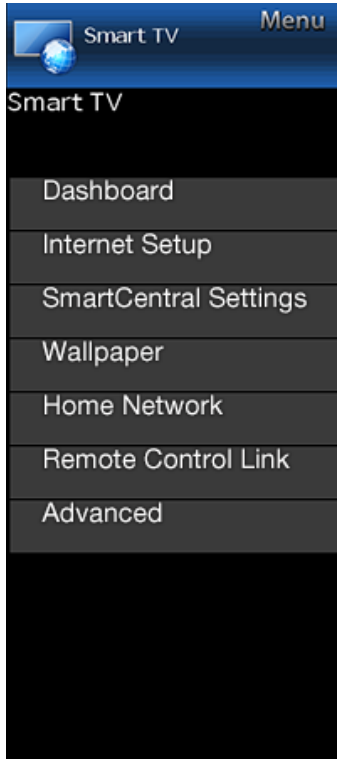 Smart TV
Menu
Smart TV
Dashboard
Internet Setup
SmartCentral Settings
Wallpaper
Home Network
Remote Control Link
Advanced